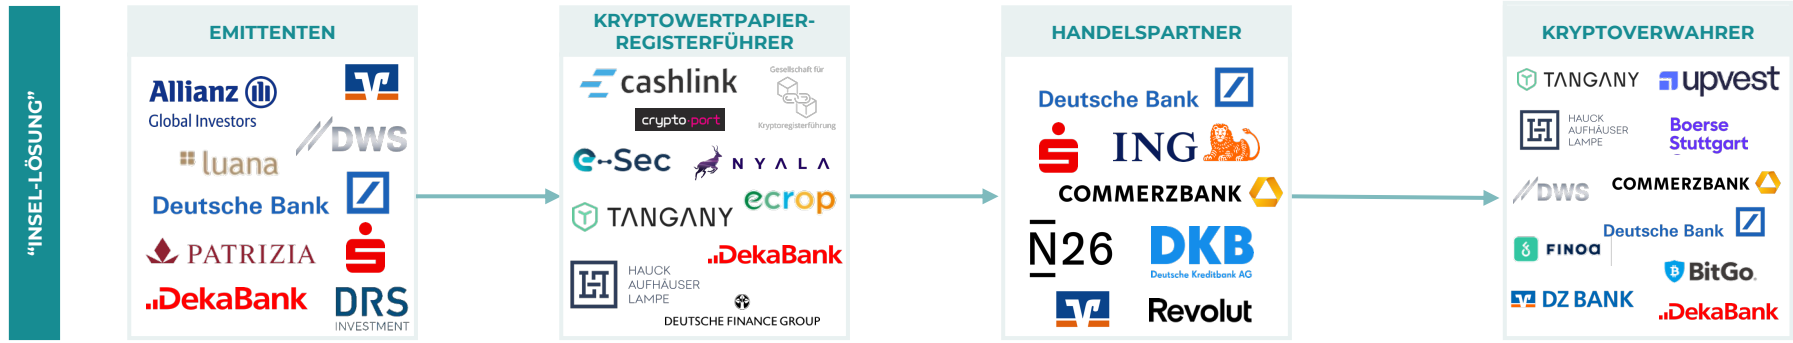 “INSEL-LÖSUNG”
EMITTENTEN
Allianz
Global Investors
DWS
luana
Deutsche Bank
PATRIZIA
DekaBank
DRS
INVESTMENT
KRYPTOWERTPAPIER-
REGISTERFÜHRER
cashlink
Gesellschaft für
Kryptoregisterführung
crypto-port
e-Sec
NYALA
ecrop
TANGANY
DekaBank
HAUCK
AUFHÄUSER
LAMPE
DEUTSCHE FINANCE GROUP
HANDELSPARTNER
Deutsche Bank
ING
COMMERZBANK
N26
DKB
Deutsche Kreditbank AG
Revolut
KRYPTOVERWAHRER
TANGANY
upvest
HAUCK
AUFHÄUSER
LAMPE
Boerse
Stuttgart
DWS
COMMERZBANK
Deutsche Bank
FINOA
BitGo
DZ BANK
DekaBank